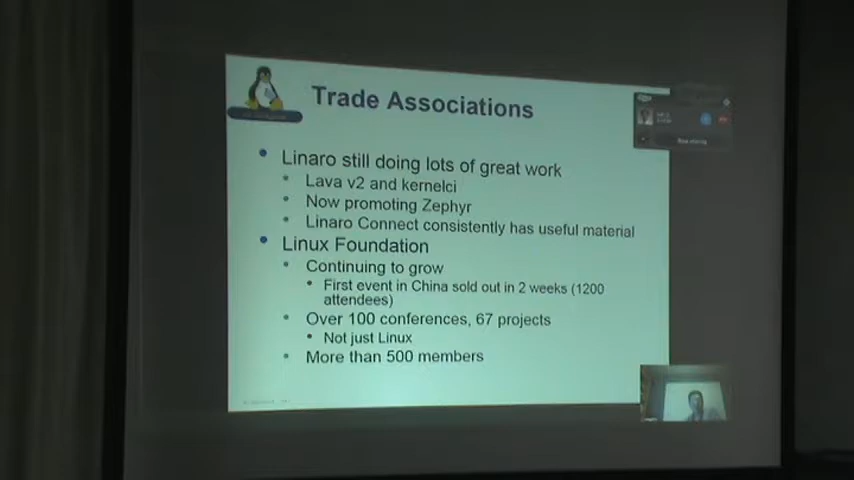 Trade Associations
Linaro still doing lots of great work
Lava v2 and kernelci
Now promoting Zephyr
Linaro Connect consistently has useful material
Linux Foundation
Continuing to grow
First event in China sold out in 2 weeks (1200
attendees)
Over 100 conferences, 67 projects
Not just Linux
More than 500 members